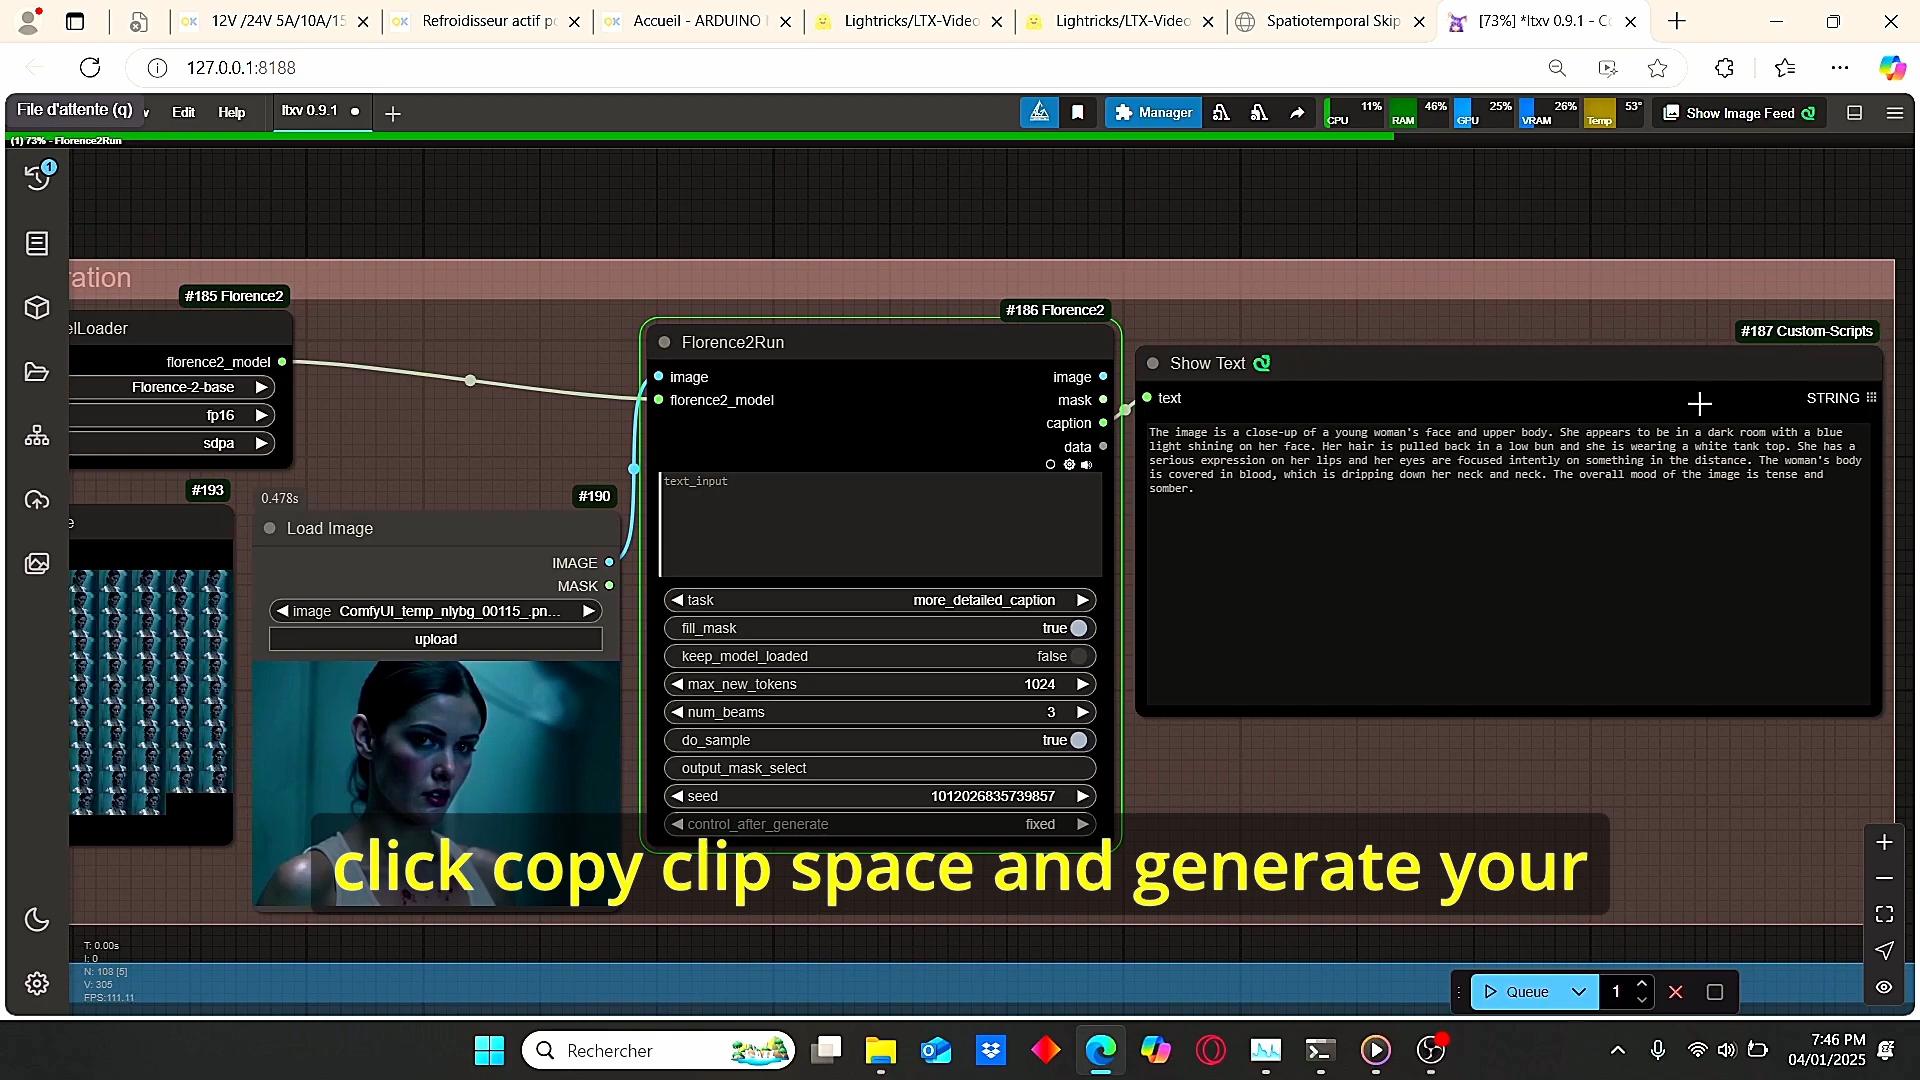 12V /24V 5A/10A/15
Refroidisseur actif po
Accueil - ARDUINO
Lightricks/LTX-Video
Lightricks/LTX-Video
Spatiotemporal Skip
[73%] *ltxv 0.9.1 - Co
127.0.0.1:8188
File d'attente (q)
Edit
Help
ltxv 0.9.1
Manager
CPU 11%
RAM 46%
GPU 25%
VRAM 26%
Temp 53°
Show Image Feed
(1) 73% - Florence2Run
1
ration
#185 Florence2
elLoader
florence2_model
Florence-2-base
fp16
sdpa
#193
e
0.478s
#190
Load Image
IMAGE
MASK
image ComfyUI_temp_nlybg_00115_.pn...
upload
#186 Florence2
Florence2Run
image
image
florence2_model
mask
caption
data
text_input
task more_detailed_caption
fill_mask true
keep_model_loaded false
max_new_tokens 1024
num_beams 3
do_sample true
output_mask_select
seed 1012026835739857
control_after_generate fixed
#187 Custom-Scripts
Show Text
text
STRING
The image is a close-up of a young woman's face and upper body. She appears to be in a dark room with a blue
light shining on her face. Her hair is pulled back in a low bun and she is wearing a white tank top. She has a
serious expression on her lips and her eyes are focused intently on something in the distance. The woman's body
is covered in blood, which is dripping down her neck and neck. The overall mood of the image is tense and
somber.
click copy clip space and generate your
T: 0.00s
I: 0
N: 108 [5]
V: 305
FPS:111.11
Queue
1
Rechercher
7:46 PM
04/01/2025